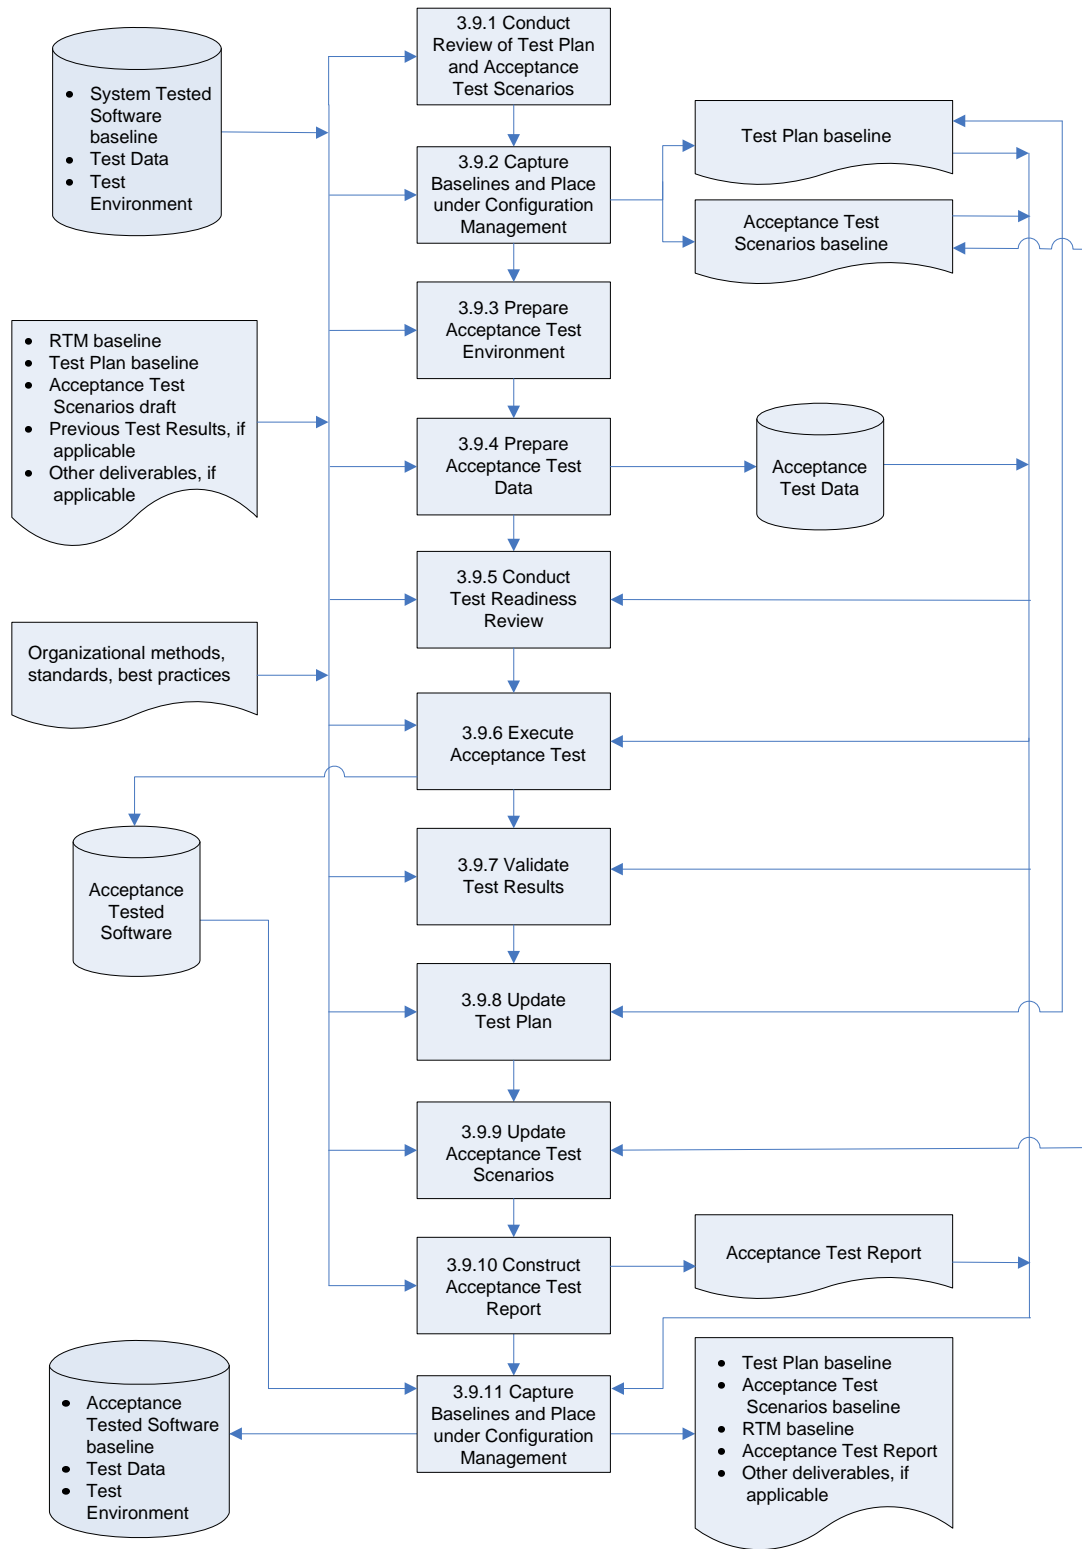 3.9.1 Conduct
Review of Test Plan
and Acceptance
Test Scenarios
• System Tested
Software
baseline
• Test Data
• Test
Environment
3.9.2 Capture
Baselines and Place
under Configuration
Management
Test Plan baseline
Acceptance Test
Scenarios baseline
3.9.3 Prepare
Acceptance Test
Environment
• RTM baseline
• Test Plan baseline
• Acceptance Test
Scenarios draft
• Previous Test Results, if
applicable
• Other deliverables, if
applicable
3.9.4 Prepare
Acceptance Test
Data
Acceptance
Test Data
3.9.5 Conduct
Test Readiness
Review
Organizational methods,
standards, best practices
3.9.6 Execute
Acceptance Test
Acceptance
Tested
Software
3.9.7 Validate
Test Results
3.9.8 Update
Test Plan
3.9.9 Update
Acceptance Test
Scenarios
3.9.10 Construct
Acceptance Test
Report
Acceptance Test Report
• Acceptance
Tested Software
baseline
• Test Data
• Test
Environment
3.9.11 Capture
Baselines and Place
under Configuration
Management
• Test Plan baseline
• Acceptance Test
Scenarios baseline
• RTM baseline
• Acceptance Test Report
• Other deliverables, if
applicable